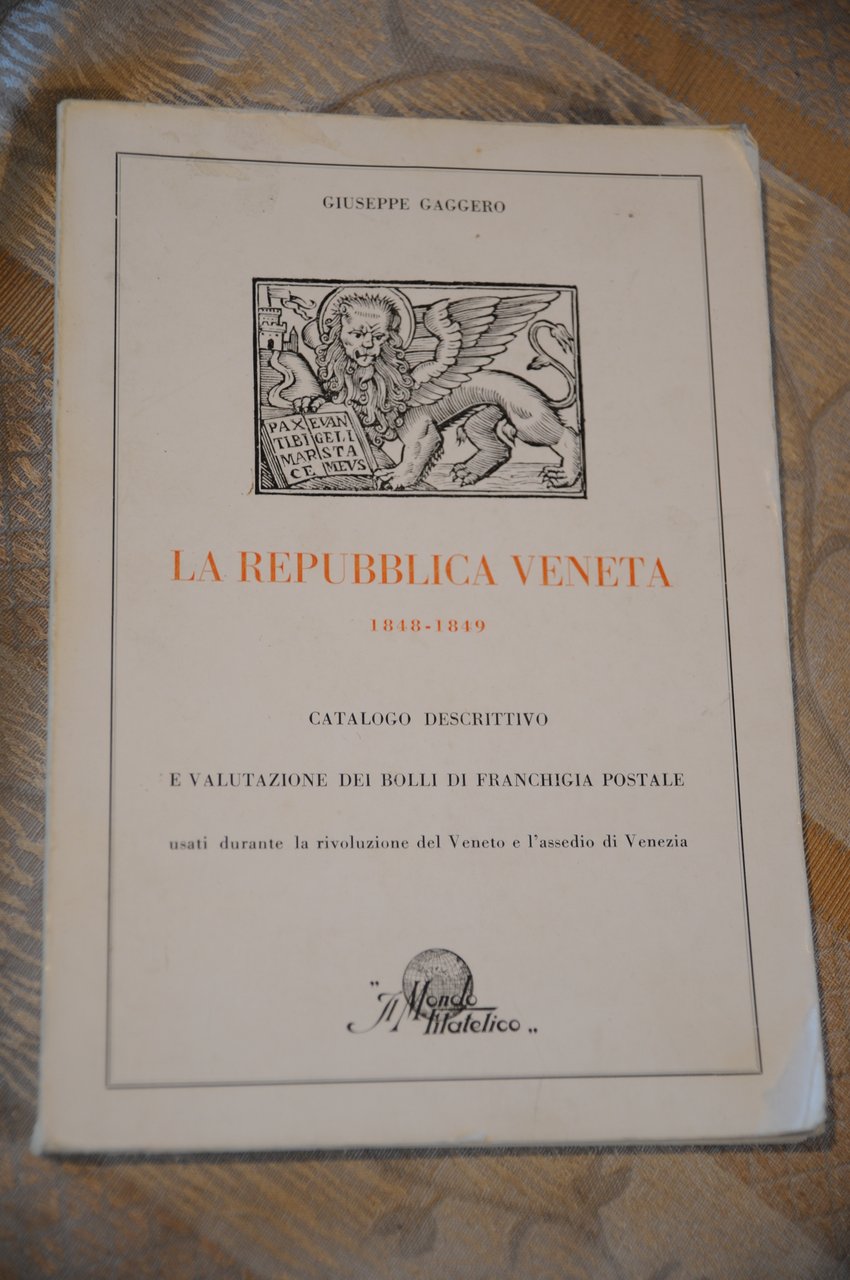 GIUSEPPE GAGGERO
PAX EVAN
TIBI GELI
MAR STA
CE MEVS
LA REPUBBLICA VENETA
1848-1849
CATALOGO DESCRITTIVO
E VALUTAZIONE DEI BOLLI DI FRANCHIGIA POSTALE
usati durante la rivoluzione del Veneto e l'assedio di Venezia
"Il Mondo
filatelico„